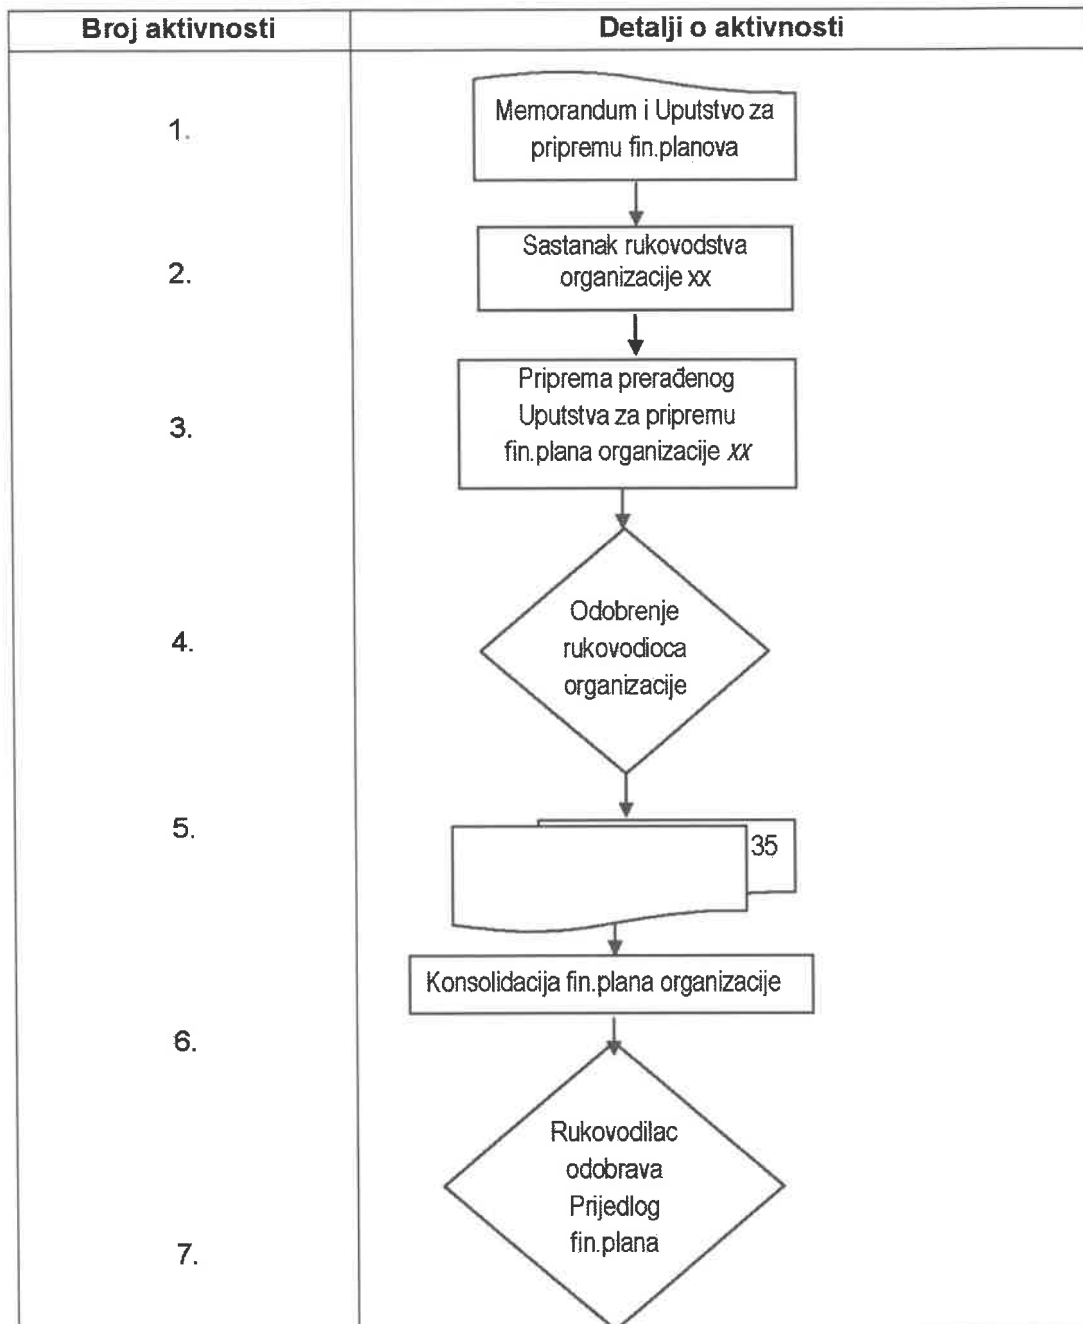 Broj aktivnosti
Detalji o aktivnosti
1.
Memorandum i Uputstvo za
pripremu fin.planova
2.
Sastanak rukovodstva
organizacije xx
3.
Priprema prerađenog
Uputstva za pripremu
fin.plana organizacije xx
4.
Odobrenje
rukovodioca
organizacije
5.
35
Konsolidacija fin.plana organizacije
6.
Rukovodilac
odobrava
Prijedlog
fin.plana
7.